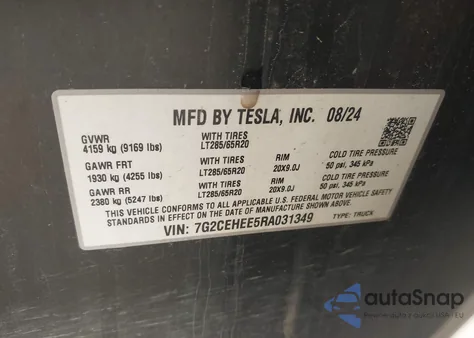 MFD BY TESLA, INC. 08/24
GVWR
4159 kg (9169 lbs)
WITH TIRES
LT285/65R20
GAWR FRT
1930 kg (4255 lbs)
WITH TIRES
LT285/65R20
RIM
20X9.0J
COLD TIRE PRESSURE
50 psi, 345 kPa
GAWR RR
2380 kg (5247 lbs)
WITH TIRES
LT285/65R20
RIM
20X9.0J
COLD TIRE PRESSURE
50 psi, 345 kPa
THIS VEHICLE CONFORMS TO ALL APPLICABLE U.S. FEDERAL MOTOR VEHICLE SAFETY
STANDARDS IN EFFECT ON THE DATE OF MANUFACTURE SHOWN ABOVE.
VIN: 7G2CEHEE5RA031349
TYPE: TRUCK
autoSnap